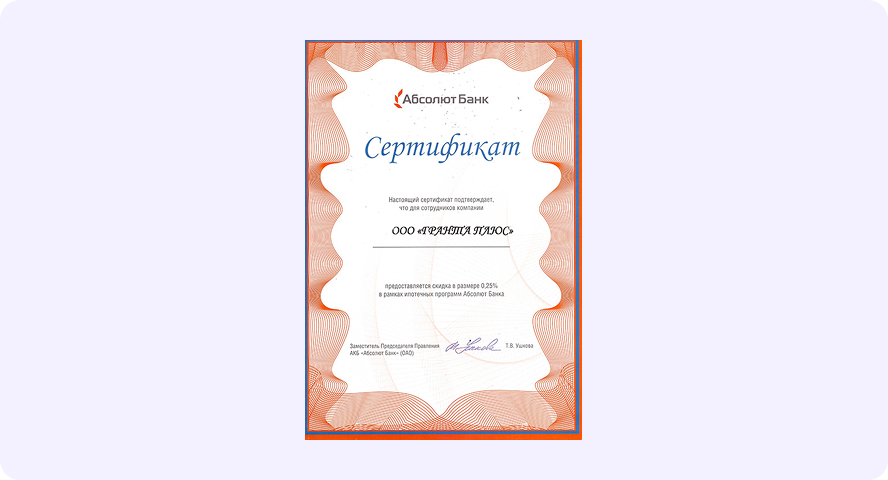 Абсолют Банк
Сертификат
Настоящий сертификат подтверждает,
что для сотрудников компании
ООО «ГРАНТА ПЛЮС»
предоставляется скидка в размере 0,25%
в рамках ипотечных программ Абсолют Банка
Заместитель Председателя Правления
АКБ «Абсолют Банк» (ОАО)
Т.В. Ушкова